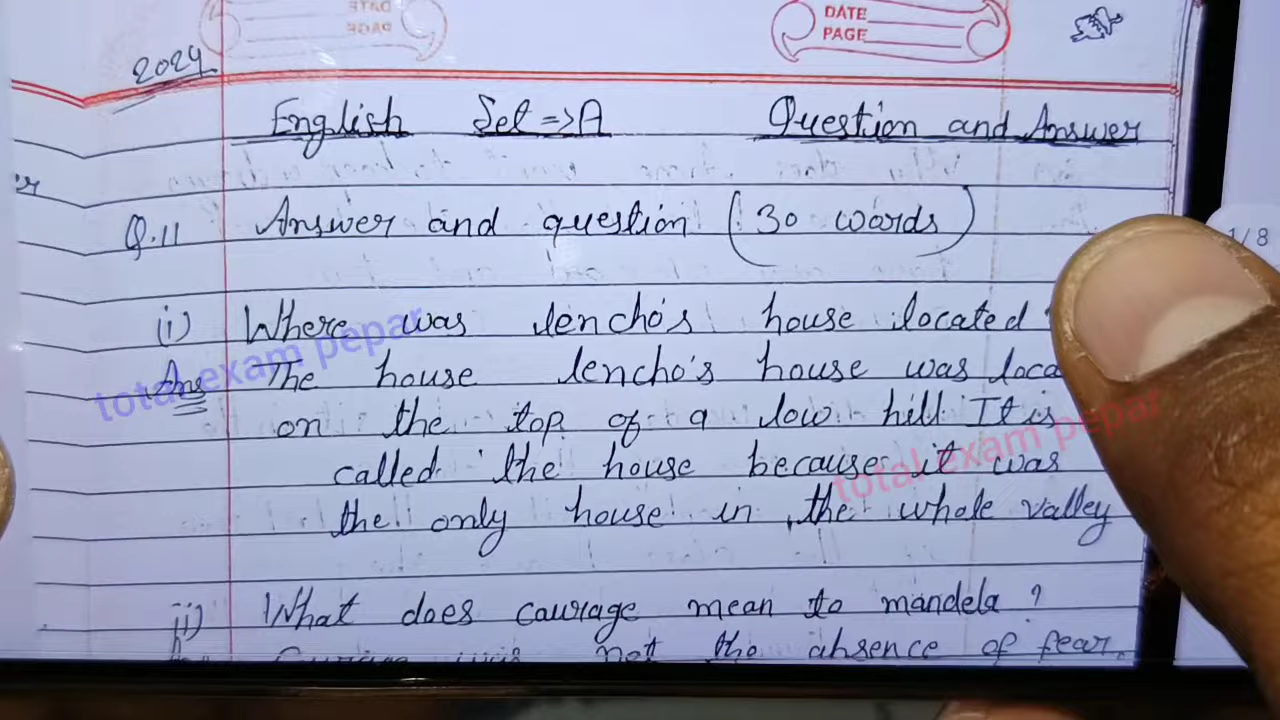 DATE
DATE
PAGE
2024
English Set => A Question and Answer
Q.11 Answer and question (30 words)
(i) Where was lencho's house located
Ans The house lencho's house was loca
on the top of a low hill It is
called the house because it was
the only house in the whole valley
ii) What does courage mean to mandela?
not the absence of fear.
1/8
total exam pepar
total exam pepar